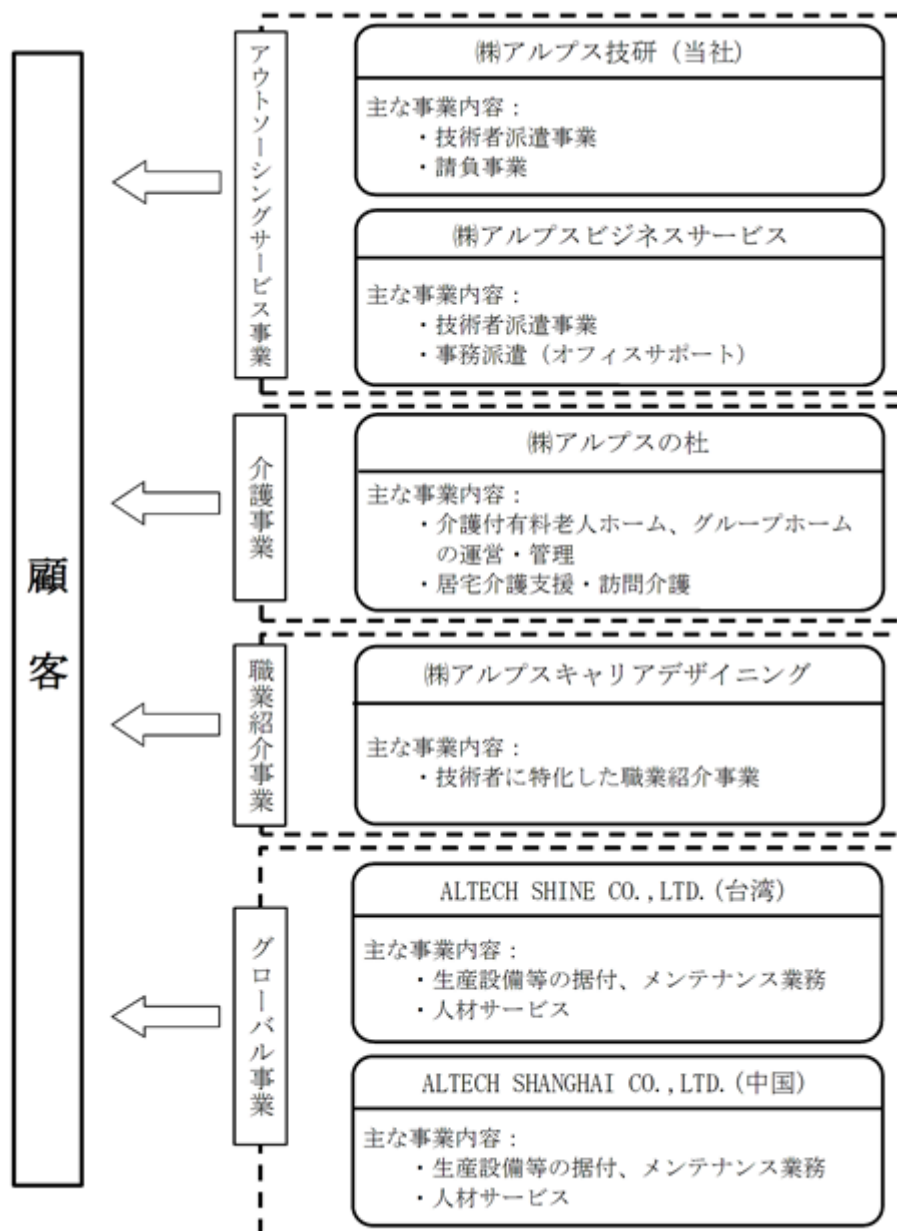 顧客
アウトソーシングサービス事業
㈱アルプス技研 (当社)
主な事業内容：
・技術者派遣事業
・請負事業
㈱アルプスビジネスサービス
主な事業内容：
・技術者派遣事業
・事務派遣（オフィスサポート）
介護事業
㈱アルプスの杜
主な事業内容：
・介護付有料老人ホーム、グループホーム
の運営・管理
・居宅介護支援・訪問介護
職業紹介事業
㈱アルプスキャリアデザイニング
主な事業内容：
・技術者に特化した職業紹介事業
グローバル事業
ALTECH SHINE CO.,LTD.(台湾)
主な事業内容：
・生産設備等の据付、メンテナンス業務
・人材サービス
ALTECH SHANGHAI CO.,LTD.(中国)
主な事業内容：
・生産設備等の据付、メンテナンス業務
・人材サービス